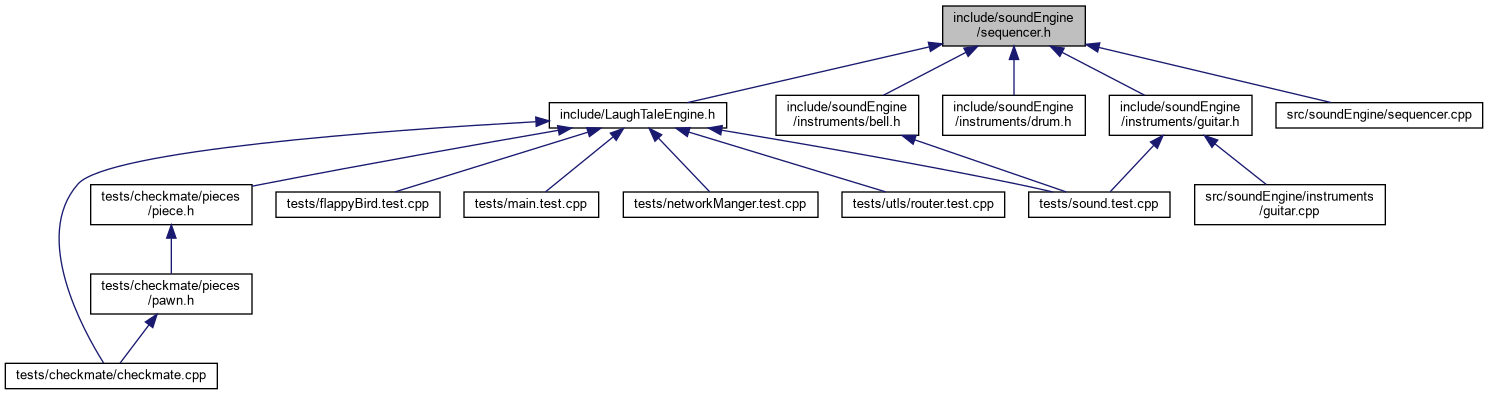 include/soundEngine
/sequencer.h
include/LaughTaleEngine.h
include/soundEngine
/instruments/bell.h
include/soundEngine
/instruments/drum.h
include/soundEngine
/instruments/guitar.h
src/soundEngine/sequencer.cpp
tests/checkmate/pieces
/piece.h
tests/flappyBird.test.cpp
tests/main.test.cpp
tests/networkManger.test.cpp
tests/utls/router.test.cpp
tests/sound.test.cpp
src/soundEngine/instruments
/guitar.cpp
tests/checkmate/pieces
/pawn.h
tests/checkmate/checkmate.cpp